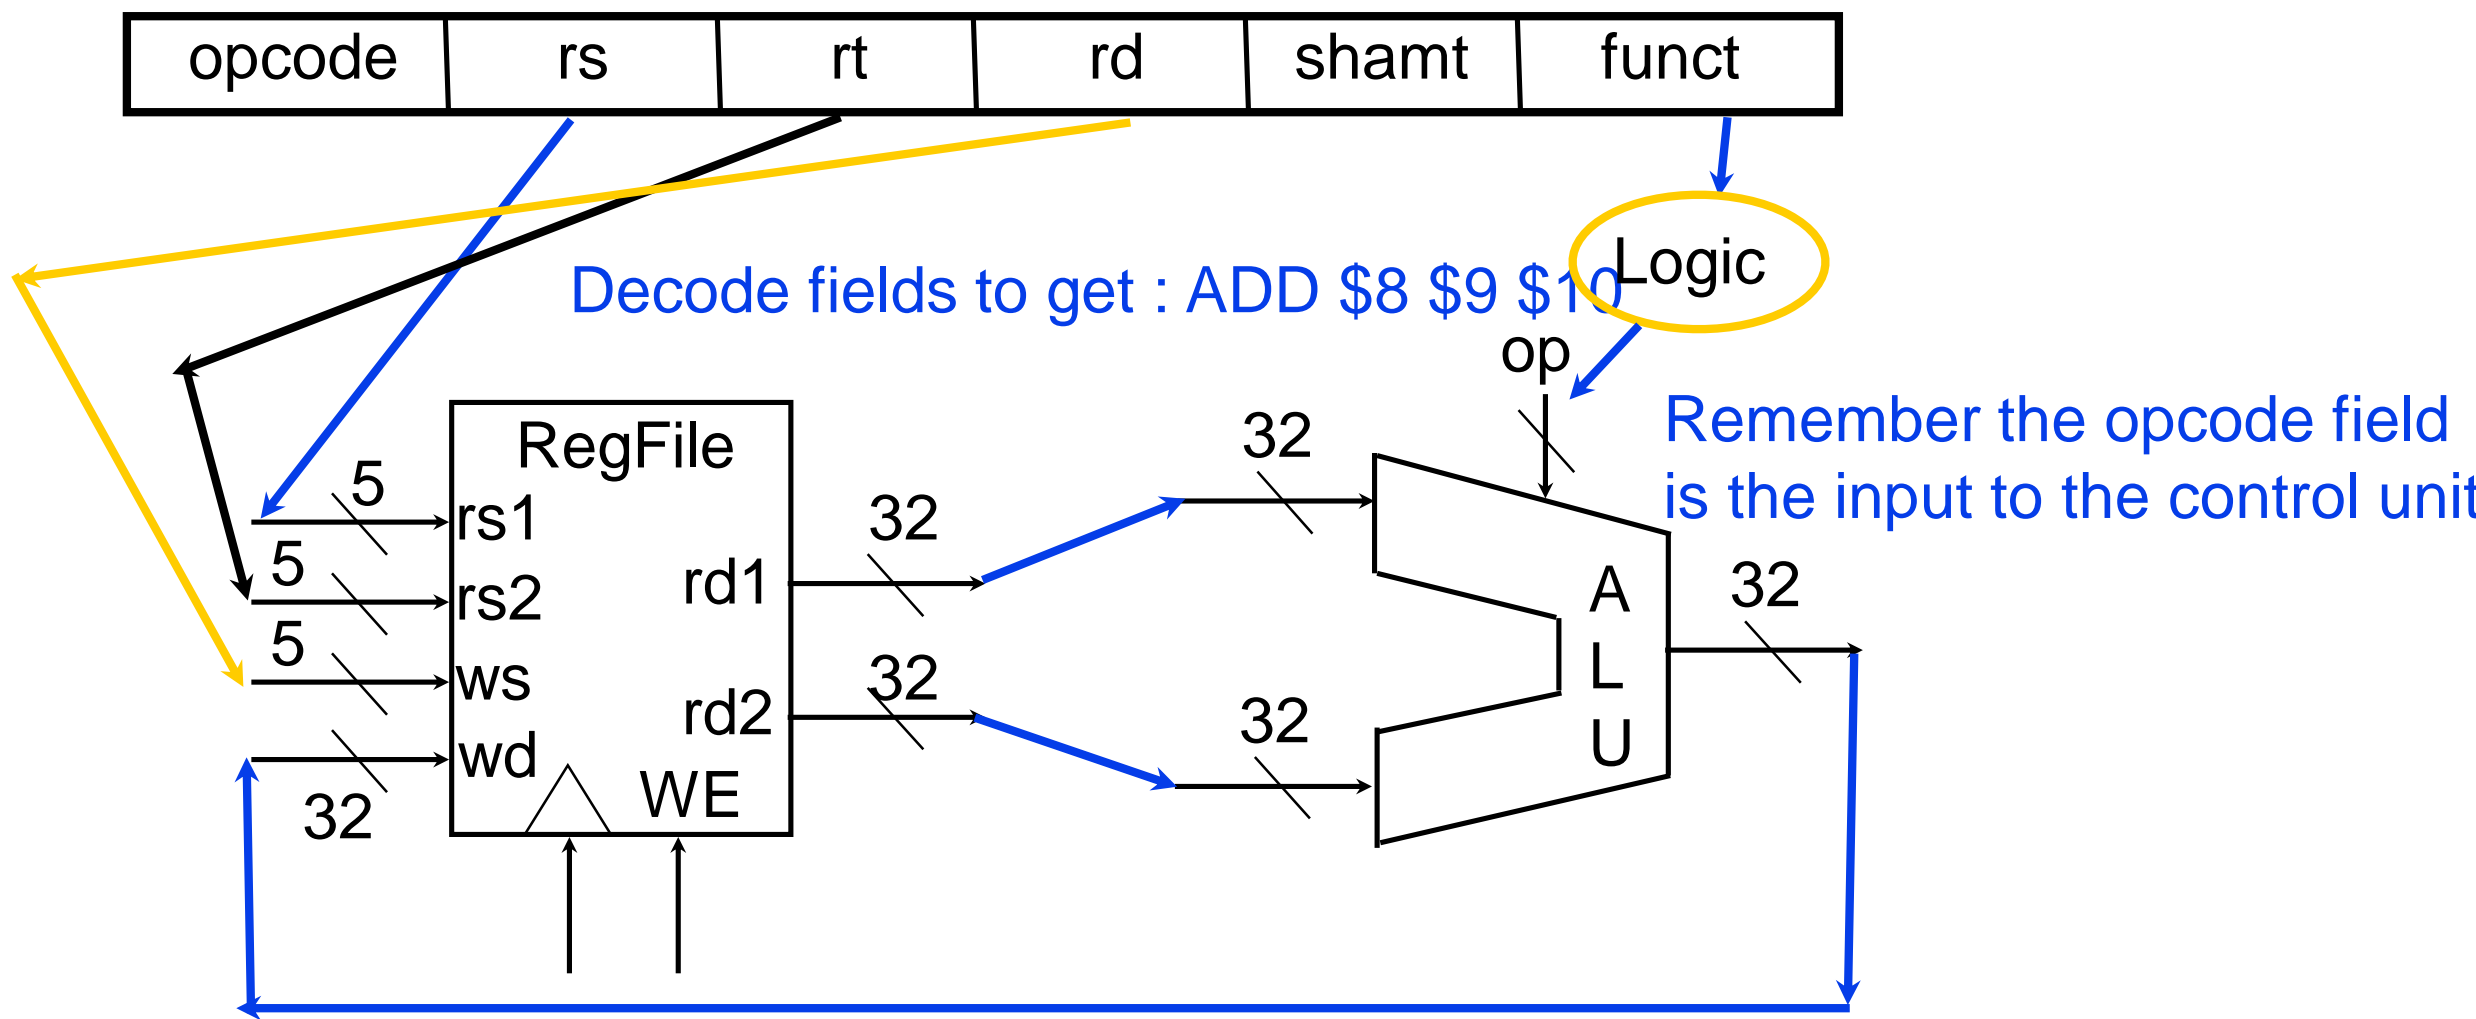 opcode rs rt rd shamt funct
Logic
Decode fields to get : ADD $8 $9 $10
op
Remember the opcode field
is the input to the control unit
RegFile
32
5
rs1
32
5
rs2
rd1
32
A
L
U
5
ws
32
rd2
32
wd
WE
32